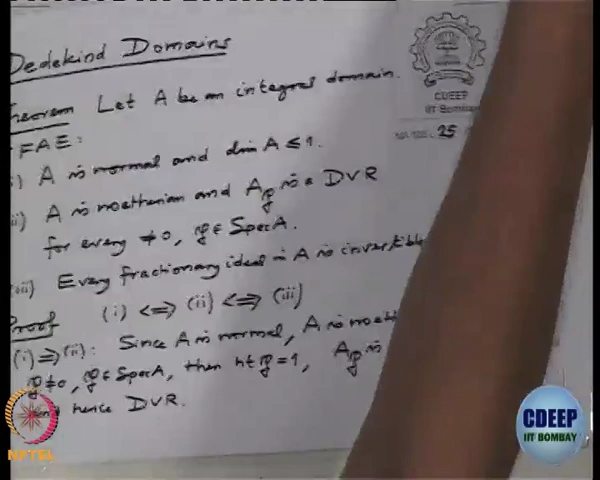 Dedekind Domains
Theorem Let A be an integral domain.
TFAE:
(i) A is normal and dim A ≤ 1.
(ii) A is noetherian and A_𝔭 is a DVR
for every ≠0, 𝔭 ∈ Spec A.
(iii) Every fractionary ideal in A is invertible
Proof (i) <=> (ii) <=> (iii)
(i) => (ii): Since A is normal, A is noeth
𝔭 ≠ 0, 𝔭 ∈ Spec A, then ht 𝔭 = 1, A_𝔭 is
hence DVR.
CDEEP
IIT Bombay
25
NPTEL
CDEEP
IIT BOMBAY